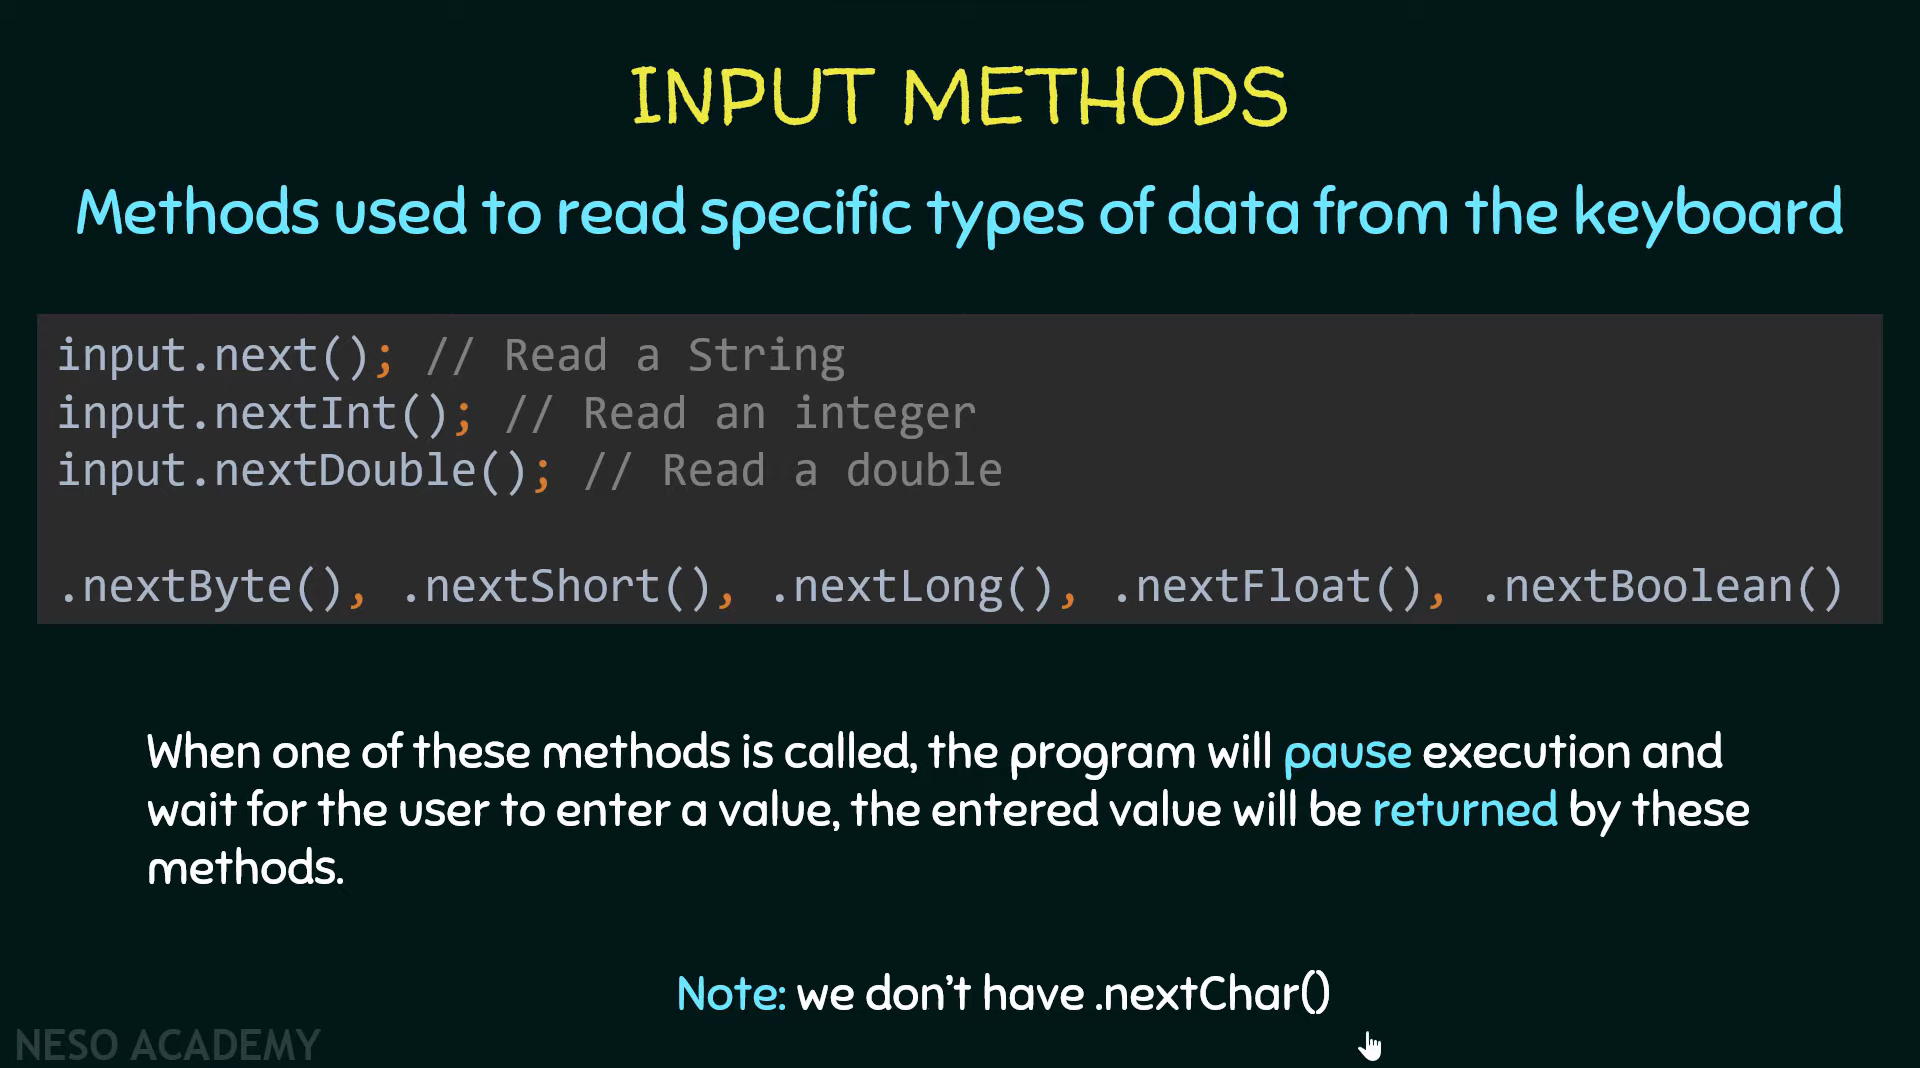 INPUT METHODS
Methods used to read specific types of data from the keyboard
input.next(); // Read a String
input.nextInt(); // Read an integer
input.nextDouble(); // Read a double
.nextByte(), .nextShort(), .nextLong(), .nextFloat(), .nextBoolean()
When one of these methods is called, the program will pause execution and
wait for the user to enter a value, the entered value will be returned by these
methods.
Note: we don't have .nextChar()
NESO ACADEMY